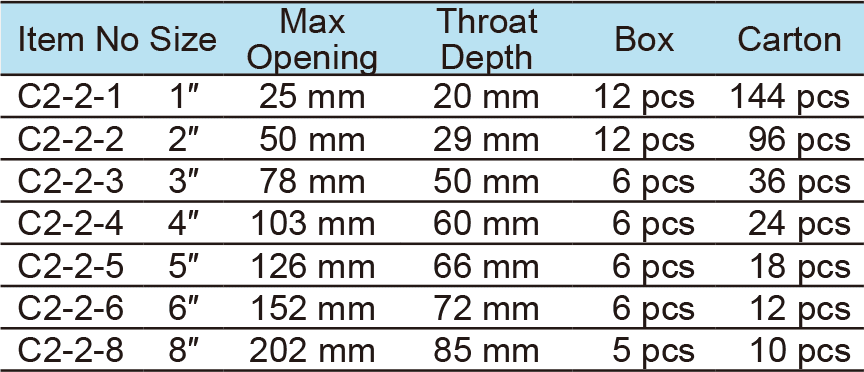 Item No Size Max Opening Throat Depth Box Carton
C2-2-1 1″ 25 mm 20 mm 12 pcs 144 pcs
C2-2-2 2″ 50 mm 29 mm 12 pcs 96 pcs
C2-2-3 3″ 78 mm 50 mm 6 pcs 36 pcs
C2-2-4 4″ 103 mm 60 mm 6 pcs 24 pcs
C2-2-5 5″ 126 mm 66 mm 6 pcs 18 pcs
C2-2-6 6″ 152 mm 72 mm 6 pcs 12 pcs
C2-2-8 8″ 202 mm 85 mm 5 pcs 10 pcs